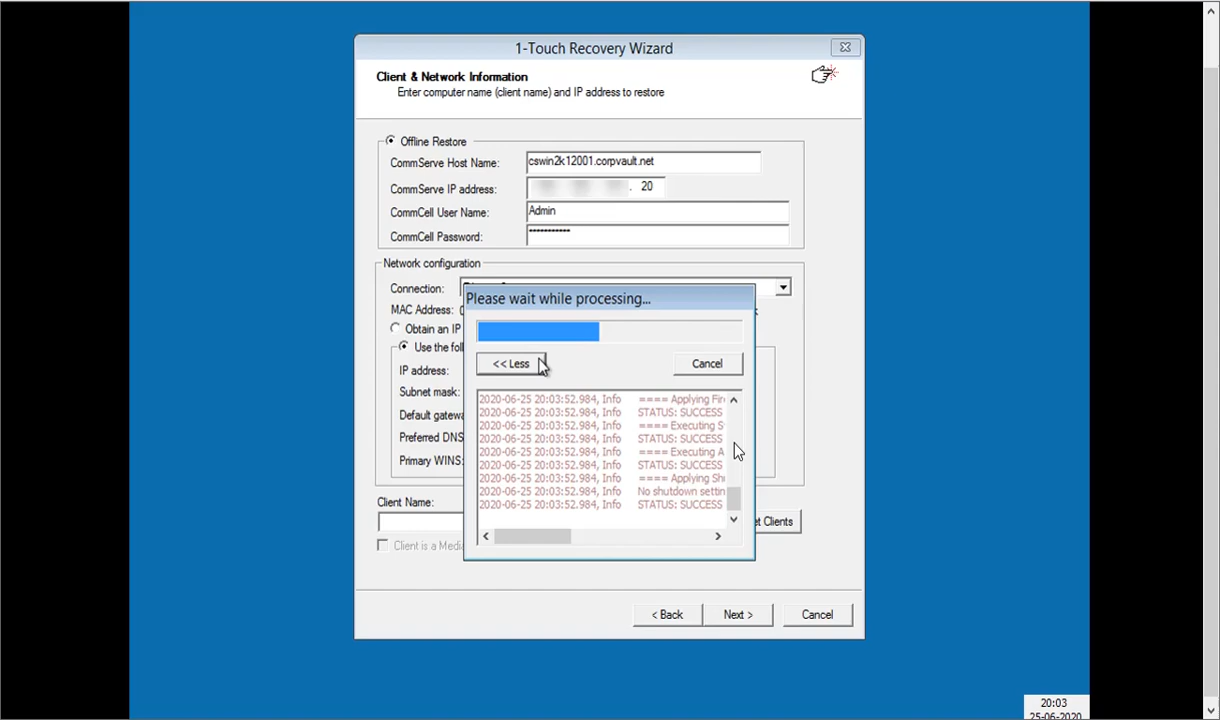 1-Touch Recovery Wizard
Client & Network Information
Enter computer name (client name) and IP address to restore
Offline Restore
CommServe Host Name: cswin2k12001.corpvault.net
CommServe IP address: . 20
CommCell User Name: Admin
CommCell Password: ***********
Network configuration
Connection:
Please wait while processing...
MAC Address:
Obtain an IP
Use the foll
<< Less Cancel
IP address:
Subnet mask:
Default gatewa
Preferred DNS
Primary WINS:
2020-06-25 20:03:52.984, Info ==== Applying Fir
2020-06-25 20:03:52.984, Info STATUS: SUCCESS
2020-06-25 20:03:52.984, Info ==== Executing S
2020-06-25 20:03:52.984, Info STATUS: SUCCESS
2020-06-25 20:03:52.984, Info ==== Executing A
2020-06-25 20:03:52.984, Info STATUS: SUCCESS
2020-06-25 20:03:52.984, Info ==== Applying Shu
2020-06-25 20:03:52.984, Info No shutdown settin
2020-06-25 20:03:52.984, Info STATUS: SUCCESS
Client Name:
et Clients
Client is a Media
< Back Next > Cancel
20:03
25-06-2020